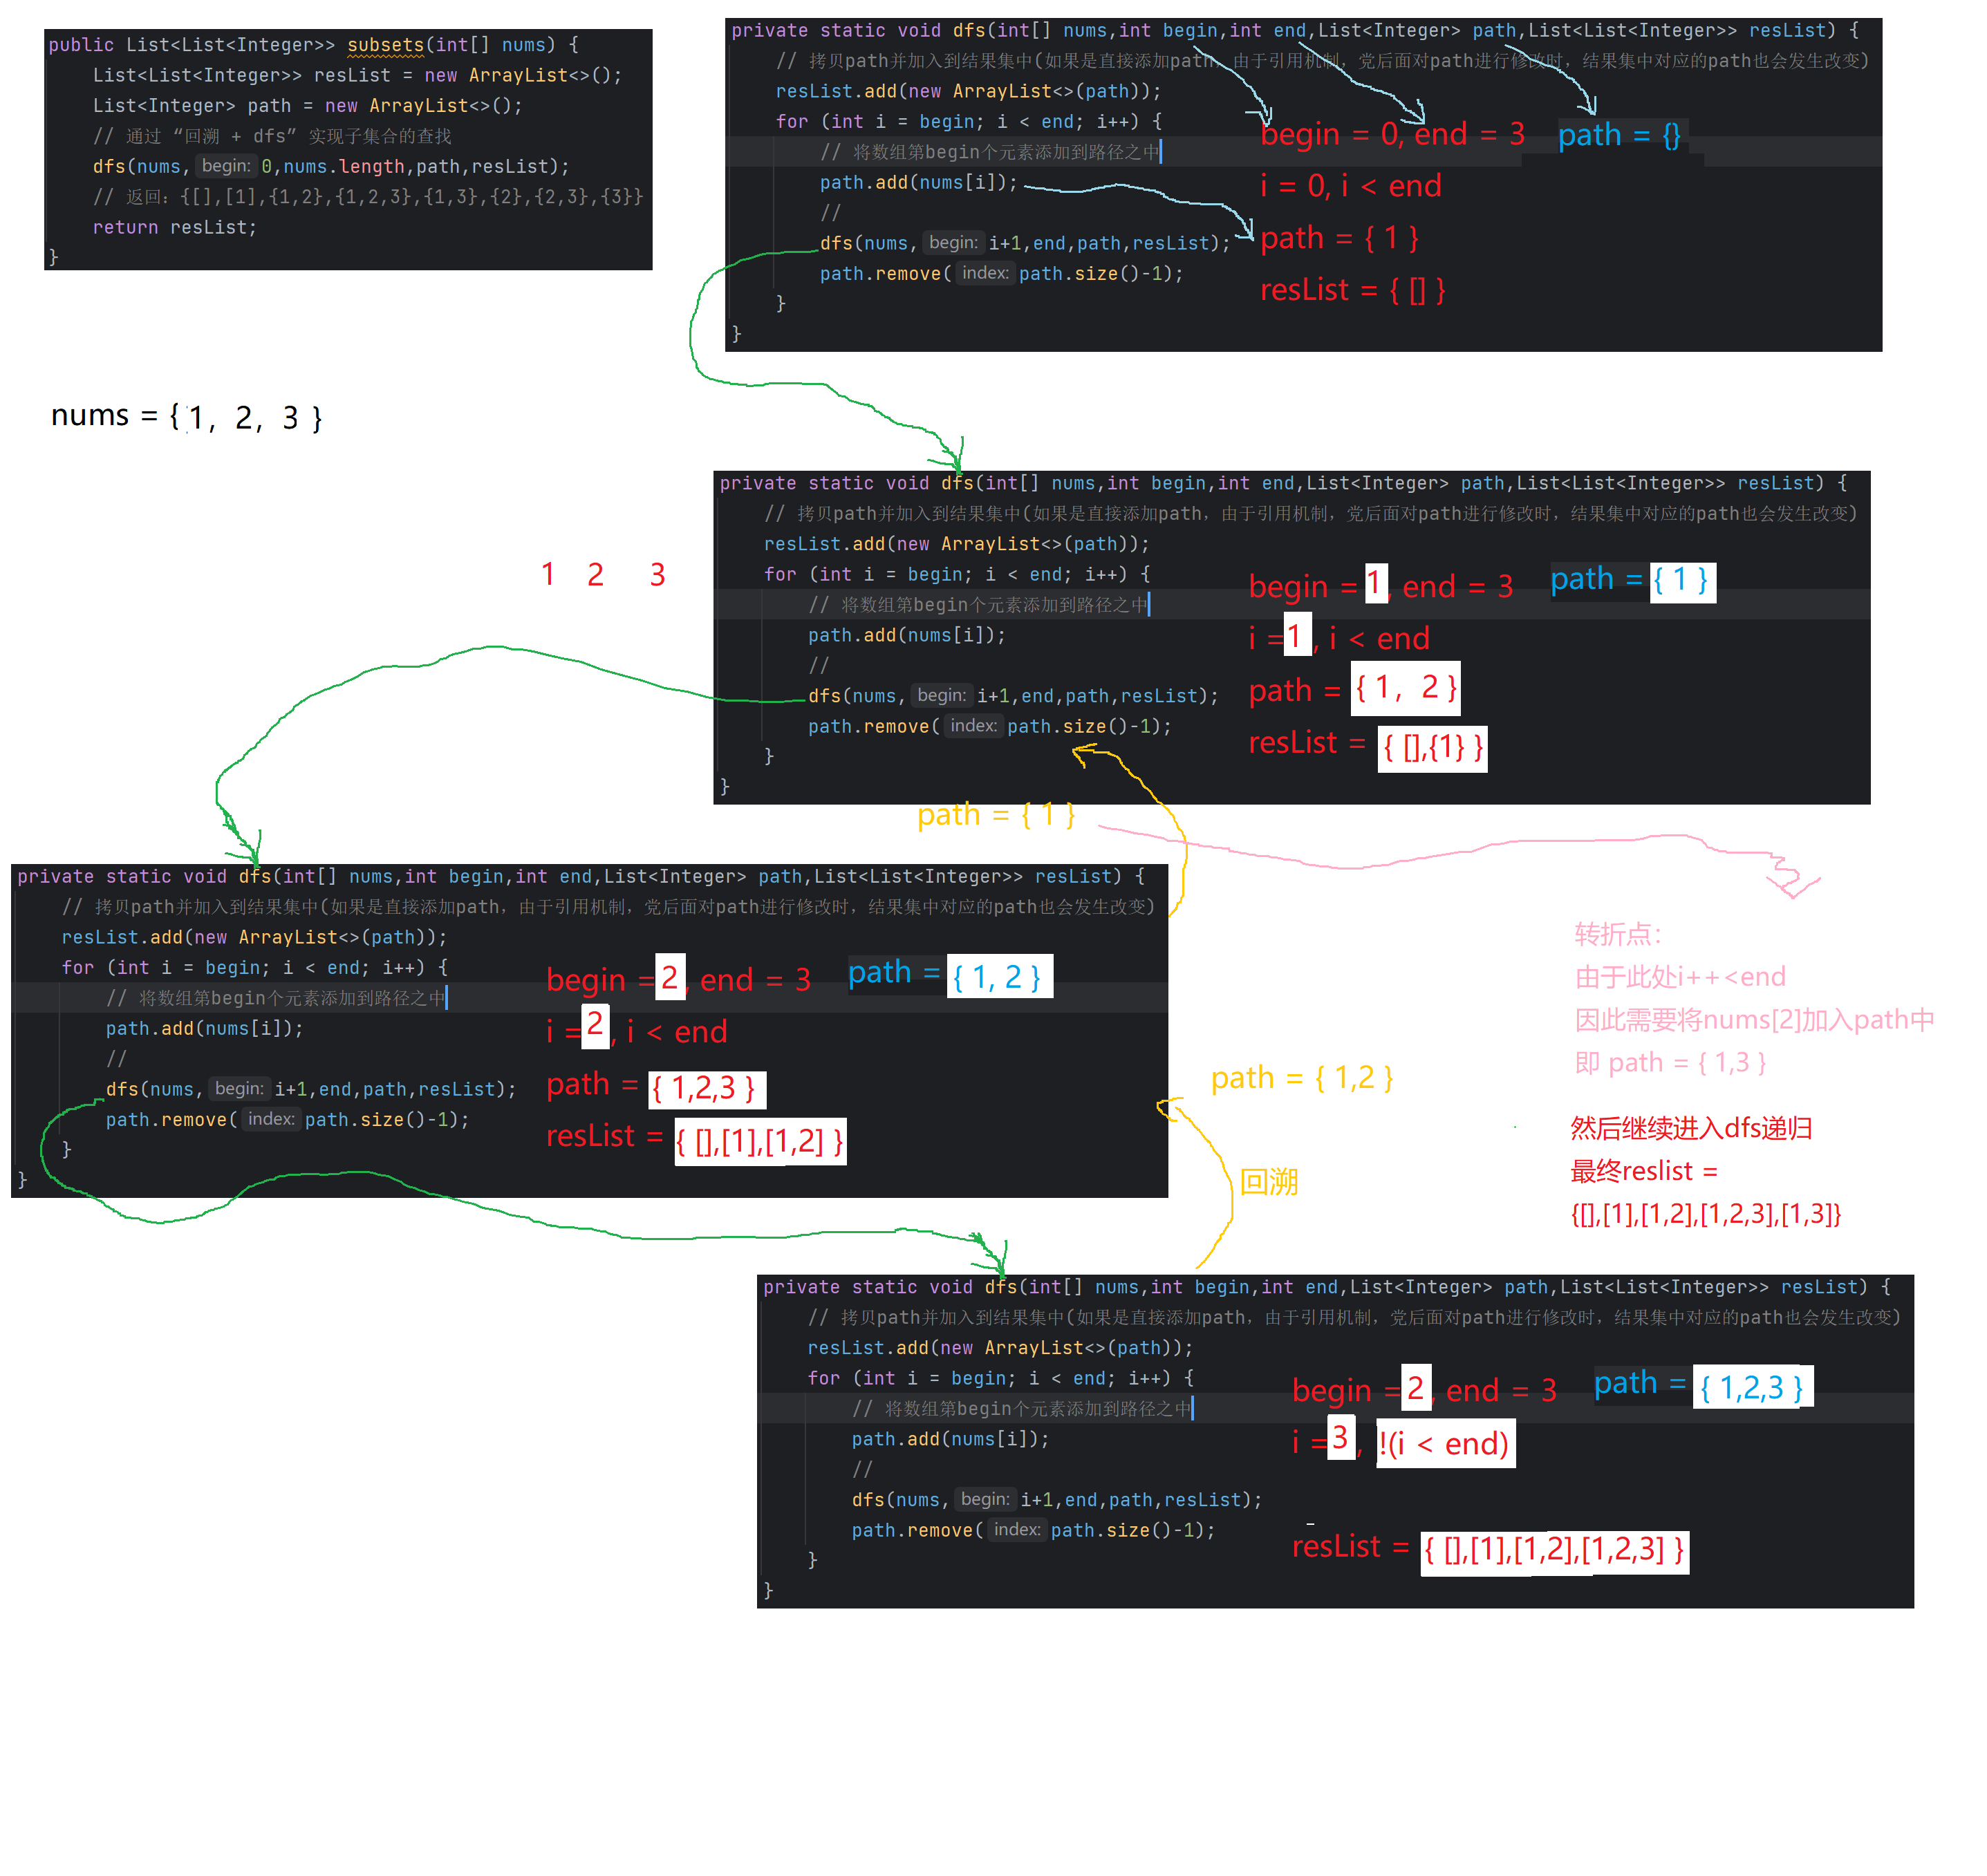 public List<List<Integer>> subsets(int[] nums) {
List<List<Integer>> resList = new ArrayList<>();
List<Integer> path = new ArrayList<>();
// 通过 “回溯 + dfs” 实现子集合的查找
dfs(nums, begin: 0,nums.length,path,resList);
// 返回: {[],[1],{1,2},{1,2,3},{1,3},{2},{2,3},{3}}
return resList;
}
private static void dfs(int[] nums,int begin,int end,List<Integer> path,List<List<Integer>> resList) {
// 拷贝path并加入到结果集中(如果是直接添加path, 由于引用机制, 党后面对path进行修改时, 结果集中对应的path也会发生改变)
resList.add(new ArrayList<>(path));
for (int i = begin; i < end; i++) {
// 将数组第begin个元素添加到路径之中
path.add(nums[i]);
//
dfs(nums, begin: i+1,end,path,resList);
path.remove( index: path.size()-1);
}
}
begin = 0, end = 3 path = {}
i = 0, i < end
path = { 1 }
resList = { [] }
nums = { 1, 2, 3 }
1 2 3
private static void dfs(int[] nums,int begin,int end,List<Integer> path,List<List<Integer>> resList) {
// 拷贝path并加入到结果集中(如果是直接添加path, 由于引用机制, 党后面对path进行修改时, 结果集中对应的path也会发生改变)
resList.add(new ArrayList<>(path));
for (int i = begin; i < end; i++) {
// 将数组第begin个元素添加到路径之中
path.add(nums[i]);
//
dfs(nums, begin: i+1,end,path,resList);
path.remove( index: path.size()-1);
}
}
begin = 1, end = 3 path = { 1 }
i = 1, i < end
path = { 1, 2 }
resList = { [],{1} }
path = { 1 }
private static void dfs(int[] nums,int begin,int end,List<Integer> path,List<List<Integer>> resList) {
// 拷贝path并加入到结果集中(如果是直接添加path, 由于引用机制, 党后面对path进行修改时, 结果集中对应的path也会发生改变)
resList.add(new ArrayList<>(path));
for (int i = begin; i < end; i++) {
// 将数组第begin个元素添加到路径之中
path.add(nums[i]);
//
dfs(nums, begin: i+1,end,path,resList);
path.remove( index: path.size()-1);
}
}
begin = 2, end = 3 path = { 1, 2 }
i = 2, i < end
path = { 1,2,3 }
resList = { [],[1],[1,2] }
转折点:
由于此处i++<end
因此需要将nums[2]加入path中
即 path = { 1,3 }
然后继续进入dfs递归
最终reslist =
{[],[1],[1,2],[1,2,3],[1,3]}
path = { 1,2 }
回溯
private static void dfs(int[] nums,int begin,int end,List<Integer> path,List<List<Integer>> resList) {
// 拷贝path并加入到结果集中(如果是直接添加path, 由于引用机制, 党后面对path进行修改时, 结果集中对应的path也会发生改变)
resList.add(new ArrayList<>(path));
for (int i = begin; i < end; i++) {
// 将数组第begin个元素添加到路径之中
path.add(nums[i]);
//
dfs(nums, begin: i+1,end,path,resList);
path.remove( index: path.size()-1);
}
}
begin = 2, end = 3 path = { 1,2,3 }
i = 3, !(i < end)
resList = { [],[1],[1,2],[1,2,3] }